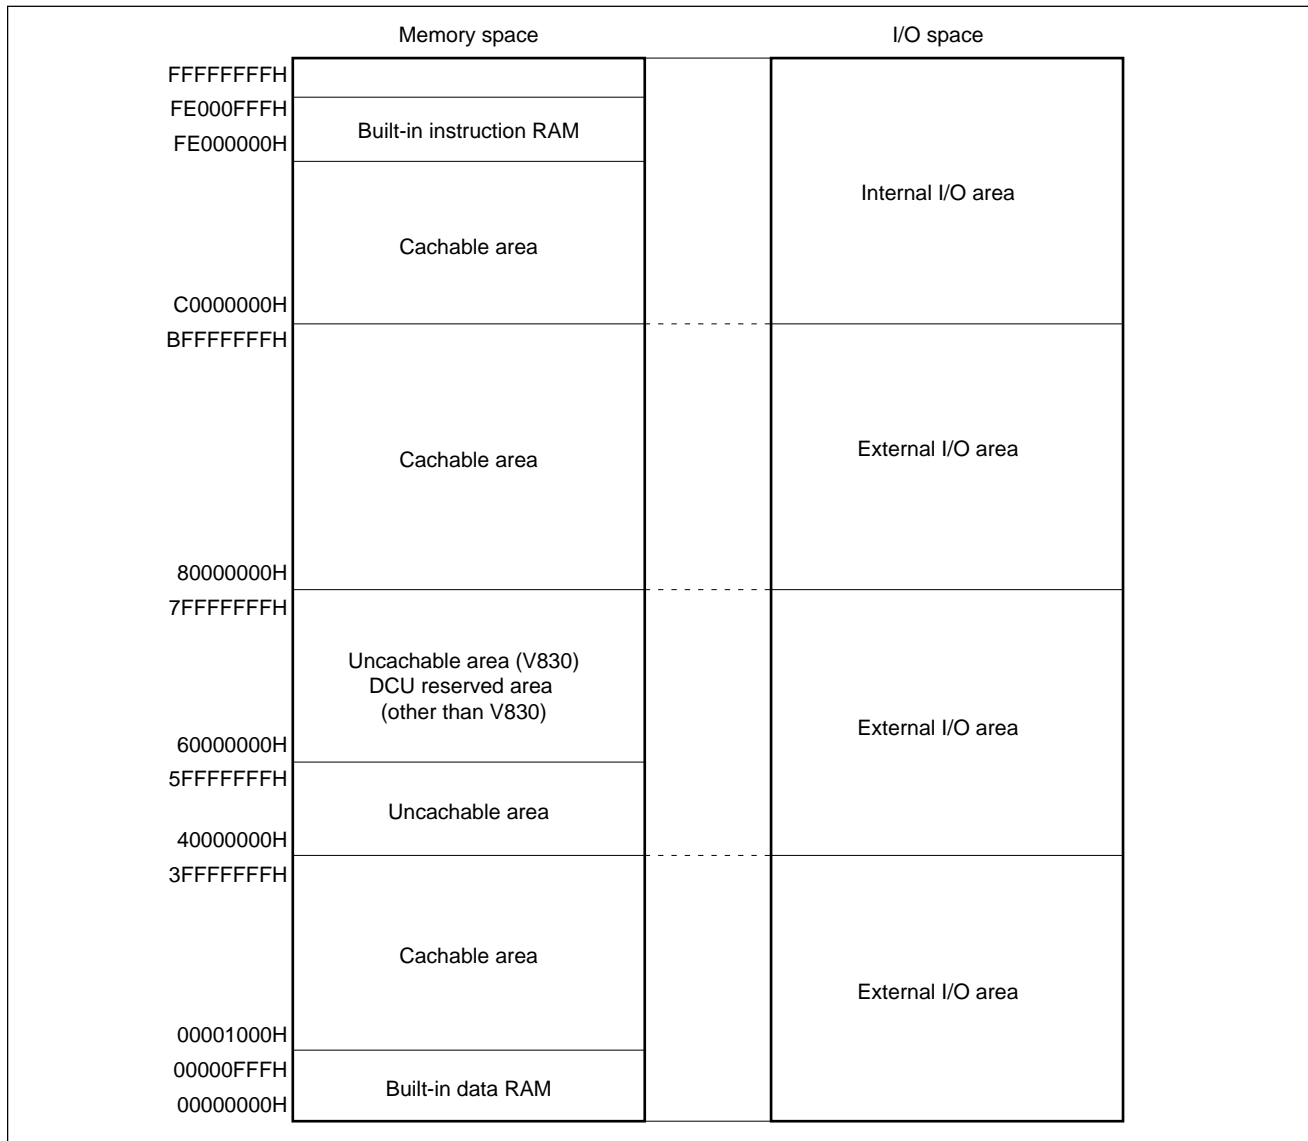 Memory space
I/O space
FFFFFFFFH
FE000FFFH
Built-in instruction RAM
FE000000H
Internal I/O area
Cachable area
C0000000H
BFFFFFFFH
External I/O area
Cachable area
80000000H
7FFFFFFFH
Uncachable area (V830)
DCU reserved area
(other than V830)
External I/O area
60000000H
5FFFFFFFH
Uncachable area
40000000H
3FFFFFFFH
Cachable area
External I/O area
00001000H
00000FFFH
Built-in data RAM
00000000H